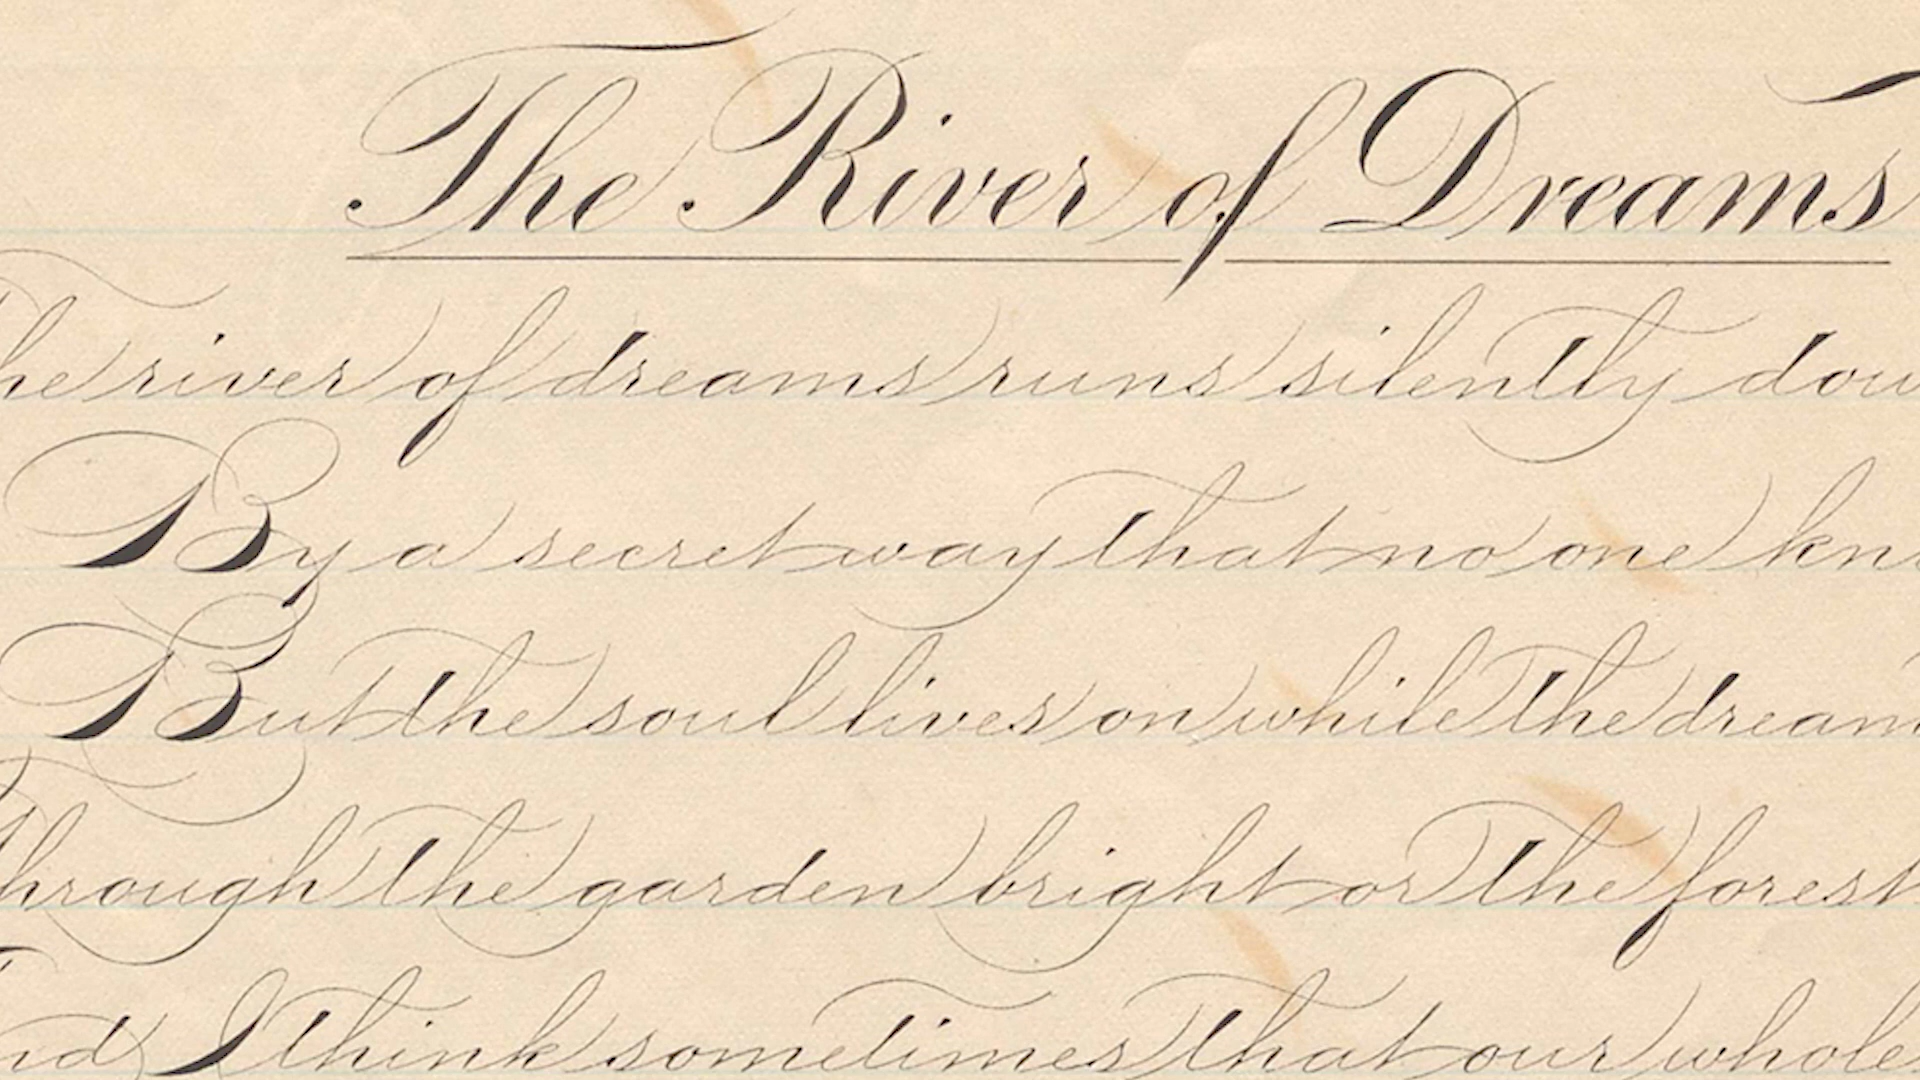 The River of Dreams
he river of dreams runs silently dow
By a secret way that no one kn
But the soul lives on while the dream
hrough the garden bright or the forest
nd I think sometimes that our whole